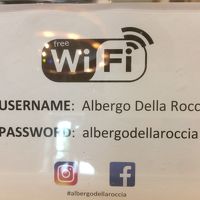 free
WiFi
USERNAME: Albergo Della Rocc
PASSWORD: albergodellaroccia
#albergodellaroccia